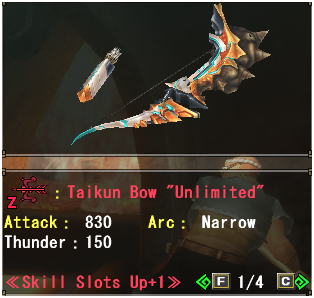 Z : Taikun Bow "Unlimited"
Attack : 830 Arc : Narrow
Thunder : 150
≪Skill Slots Up+1≫ F 1/4 C